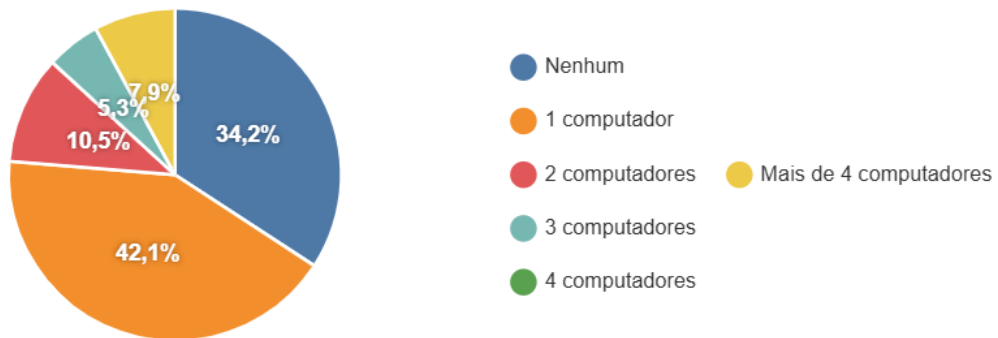 7,9%
5,3%
34,2%
10,5%
42,1%
Nenhum
1 computador
2 computadores
Mais de 4 computadores
3 computadores
4 computadores